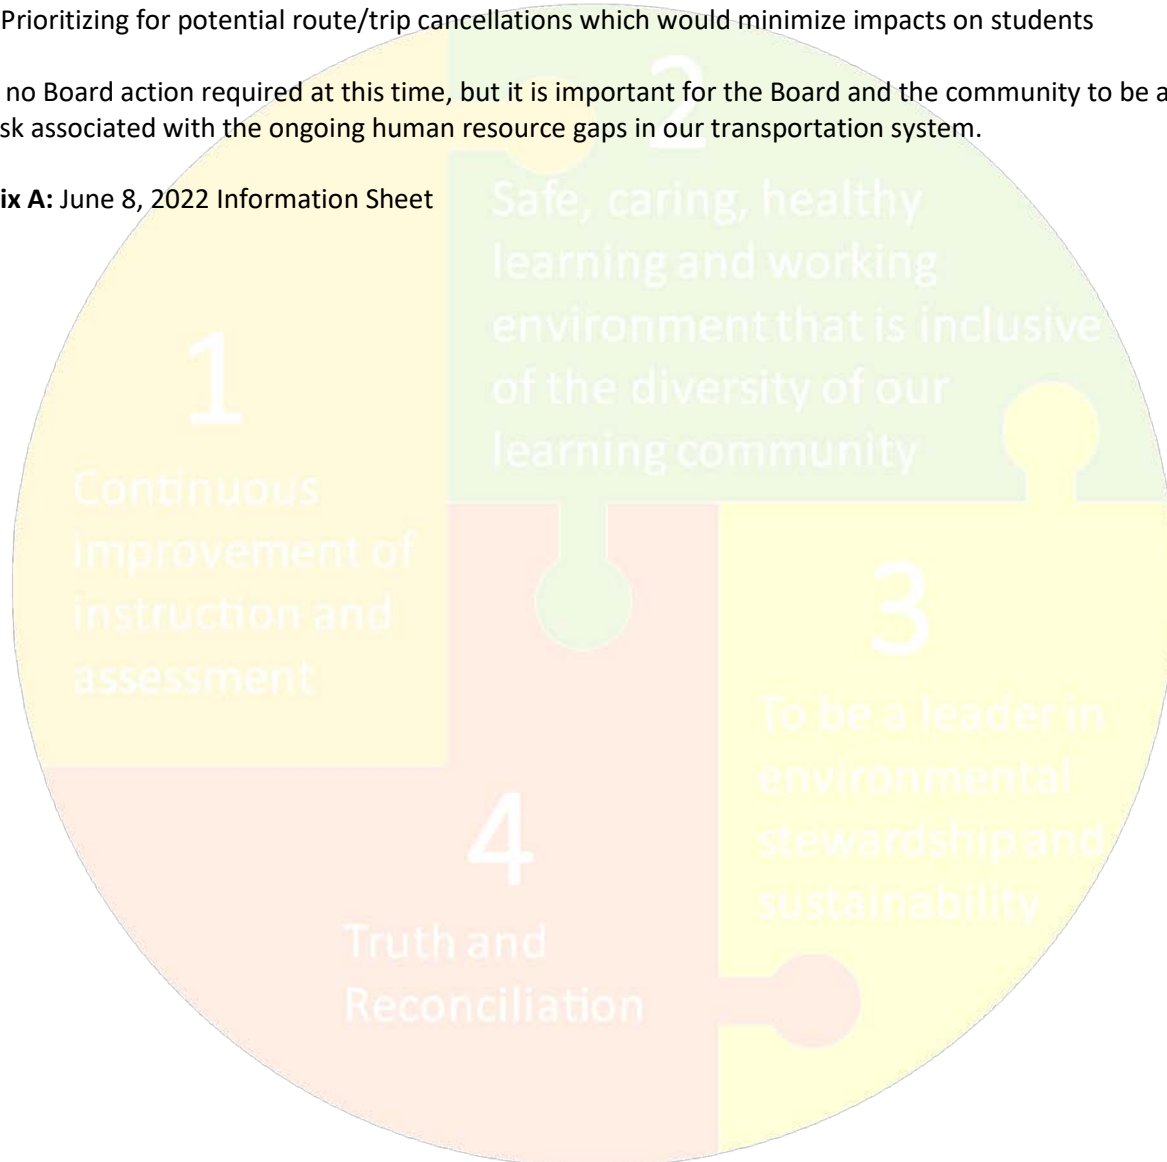 Prioritizing for potential route/trip cancellations which would minimize impacts on students
no Board action required at this time, but it is important for the Board and the community to be a
sk associated with the ongoing human resource gaps in our transportation system.
ix A: June 8, 2022 Information Sheet
2
Safe, caring, healthy
learning and working
environment that is inclusive
of the diversity of our
learning community
1
Continuous
improvement of
instruction and
assessment
3
To be a leader in
environmental
stewardship and
sustainability
4
Truth and
Reconciliation